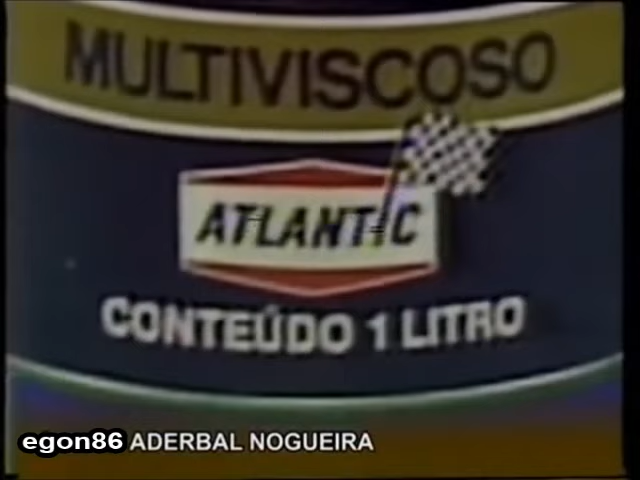 MULTIVISCOSO
ATLANTIC
CONTEÚDO 1 LITRO
egon86 ADERBAL NOGUEIRA